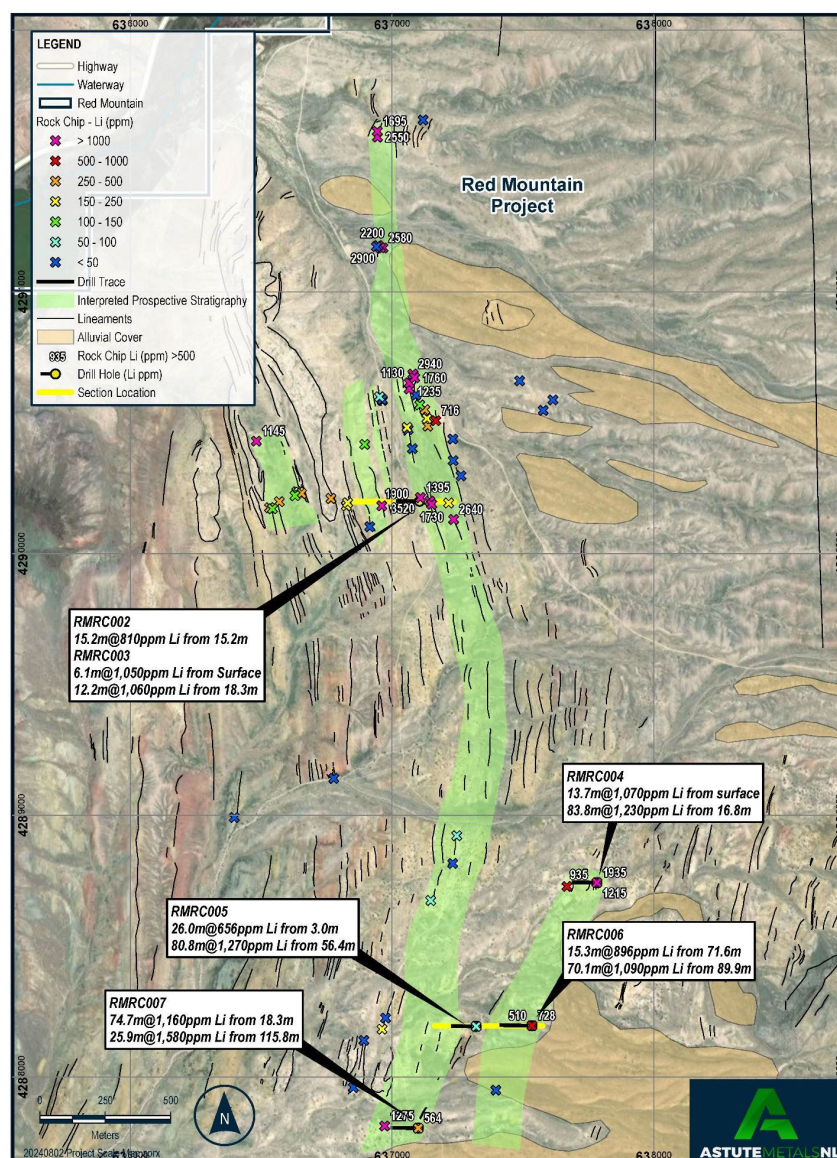 636000
637000
638000
LEGEND
Highway
Waterway
Red Mountain
Rock Chip - Li (ppm)
> 1000
500 - 1000
250 - 500
150 - 250
100 - 150
50 - 100
< 50
Drill Trace
Interpreted Prospective Stratigraphy
Lineaments
Alluvial Cover
935 Rock Chip Li (ppm) >500
Drill Hole (Li ppm)
Section Location
1695
2550
Red Mountain
Project
2200
2580
2900
4291000
2940
1130
1760
1235
716
1145
1900
1395
3520
1730
2640
4290000
RMRC002
15.2m@810ppm Li from 15.2m
RMRC003
6.1m@1,050ppm Li from Surface
12.2m@1,060ppm Li from 18.3m
4289000
RMRC004
13.7m@1,070ppm Li from surface
83.8m@1,230ppm Li from 16.8m
935
1935
1215
RMRC005
26.0m@656ppm Li from 3.0m
80.8m@1,270ppm Li from 56.4m
RMRC006
15.3m@896ppm Li from 71.6m
70.1m@1,090ppm Li from 89.9m
RMRC007
74.7m@1,160ppm Li from 18.3m
25.9m@1,580ppm Li from 115.8m
510
728
4288000
1275
564
0 250 500
Meters
N
637000
638000
ASTUTEMETALSNL